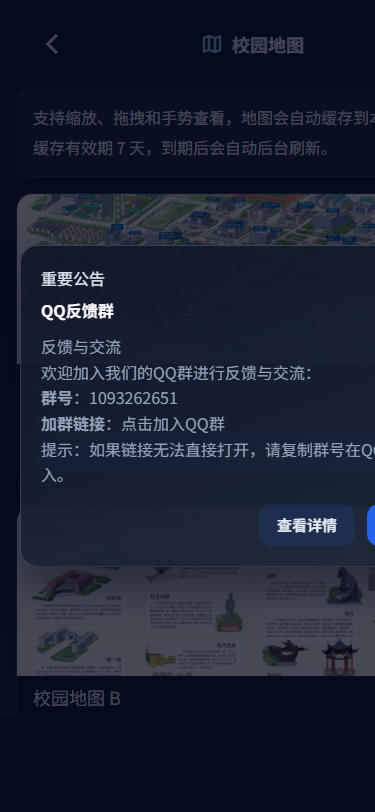 校园地图
支持缩放、拖拽和手势查看，地图会自动缓存到本
缓存有效期 7 天，到期后会自动后台刷新。
重要公告
QQ反馈群
反馈与交流
欢迎加入我们的QQ群进行反馈与交流：
群号：1093262651
加群链接：点击加入QQ群
提示：如果链接无法直接打开，请复制群号在QQ
入。
查看详情
校园地图 B